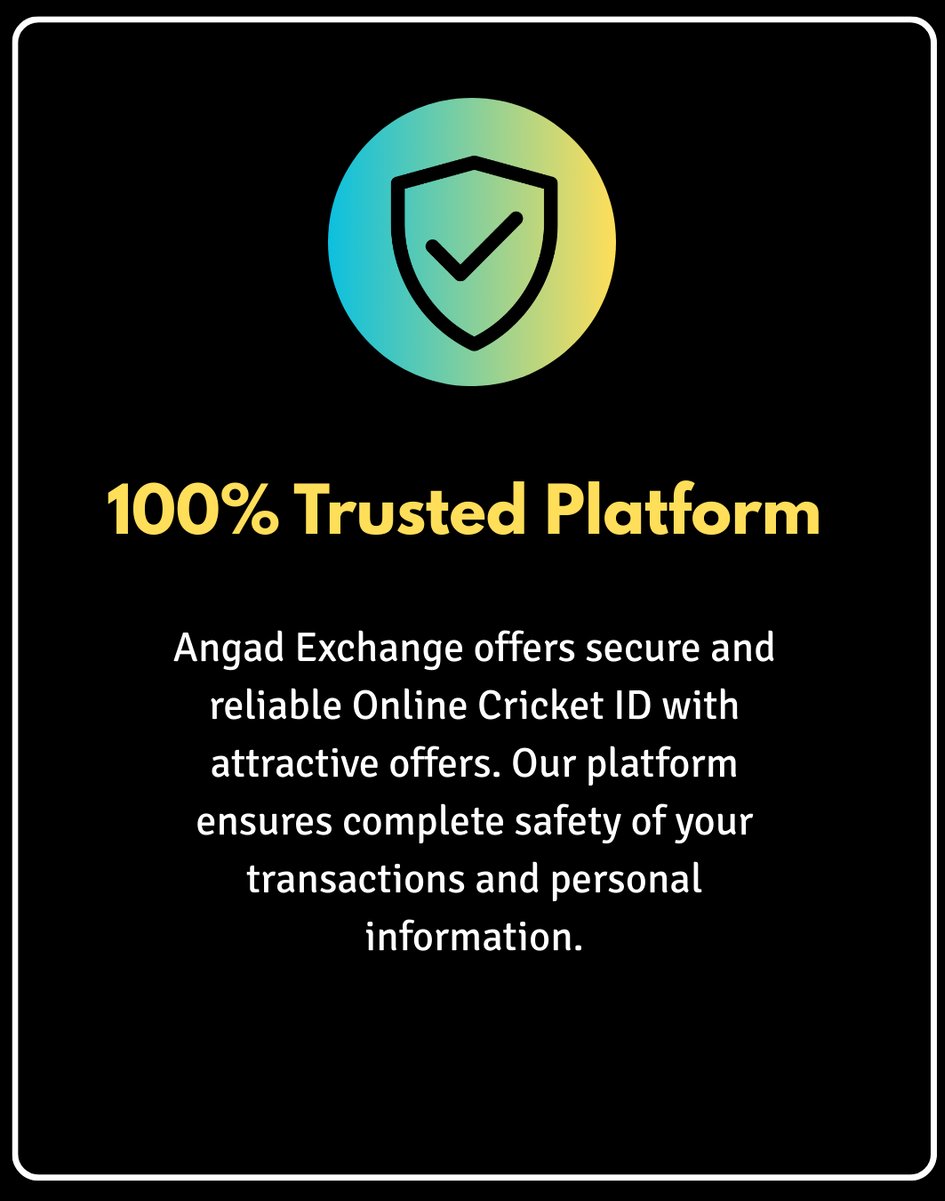 100% Trusted Platform
Angad Exchange offers secure and
reliable Online Cricket ID with
attractive offers. Our platform
ensures complete safety of your
transactions and personal
information.